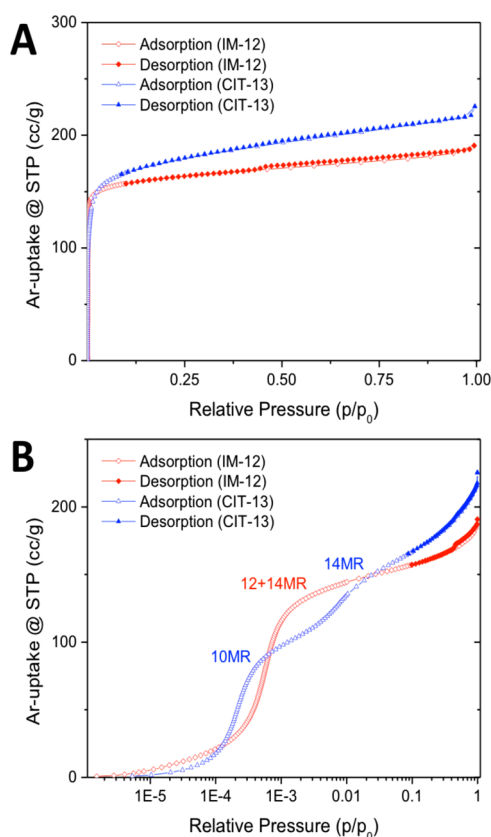 A
300
200
100
0
Adsorption (IM-12)
Desorption (IM-12)
Adsorption (CIT-13)
Desorption (CIT-13)
Ar-uptake @ STP (cc/g)
0.25 0.50 0.75 1.00
Relative Pressure (p/p₀)
B
200
100
0
Adsorption (IM-12)
Desorption (IM-12)
Adsorption (CIT-13)
Desorption (CIT-13)
14MR
12+14MR
10MR
Ar-uptake @ STP (cc/g)
1E-5 1E-4 1E-3 0.01 0.1 1
Relative Pressure (p/p₀)